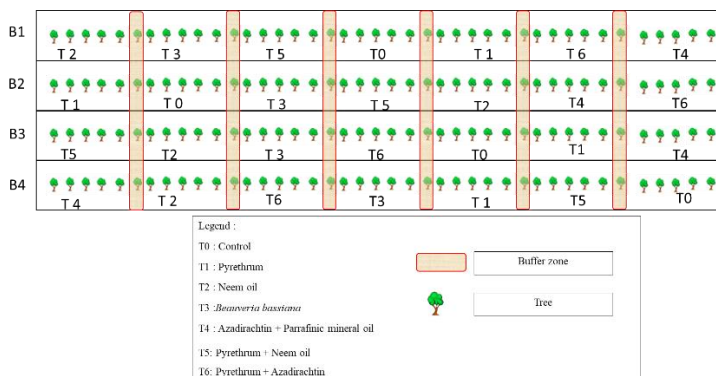 B1 T 2 T 3 T 5 T0 T 1 T 6 T4
B2 T 1 T 0 T 3 T 5 T2 T4 T6
B3 T5 T2 T 3 T6 T0 T1 T4
B4 T 4 T 2 T6 T3 T 1 T5 T0
Legend :
T0 : Control
T1 : Pyrethrum
T2 : Neem oil
T3 : Beauveria bassiana
T4 : Azadirachtin + Parrafinic mineral oil
T5: Pyrethrum + Neem oil
T6: Pyrethrum + Azadirachtin
Buffer zone
Tree